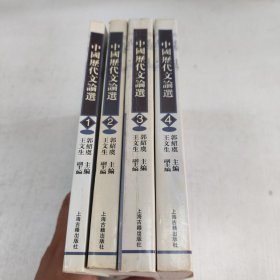 中國歷代文論選
1
郭紹虞 主編
王文生 副主編
上海古籍出版社
中國歷代文論選
2
郭紹虞 主編
王文生 副主編
上海古籍出版社
中國歷代文論選
3
郭紹虞 主編
王文生 副主編
上海古籍出版社
中國歷代文論選
4
郭紹虞 主編
王文生 副主編
上海古籍出版社